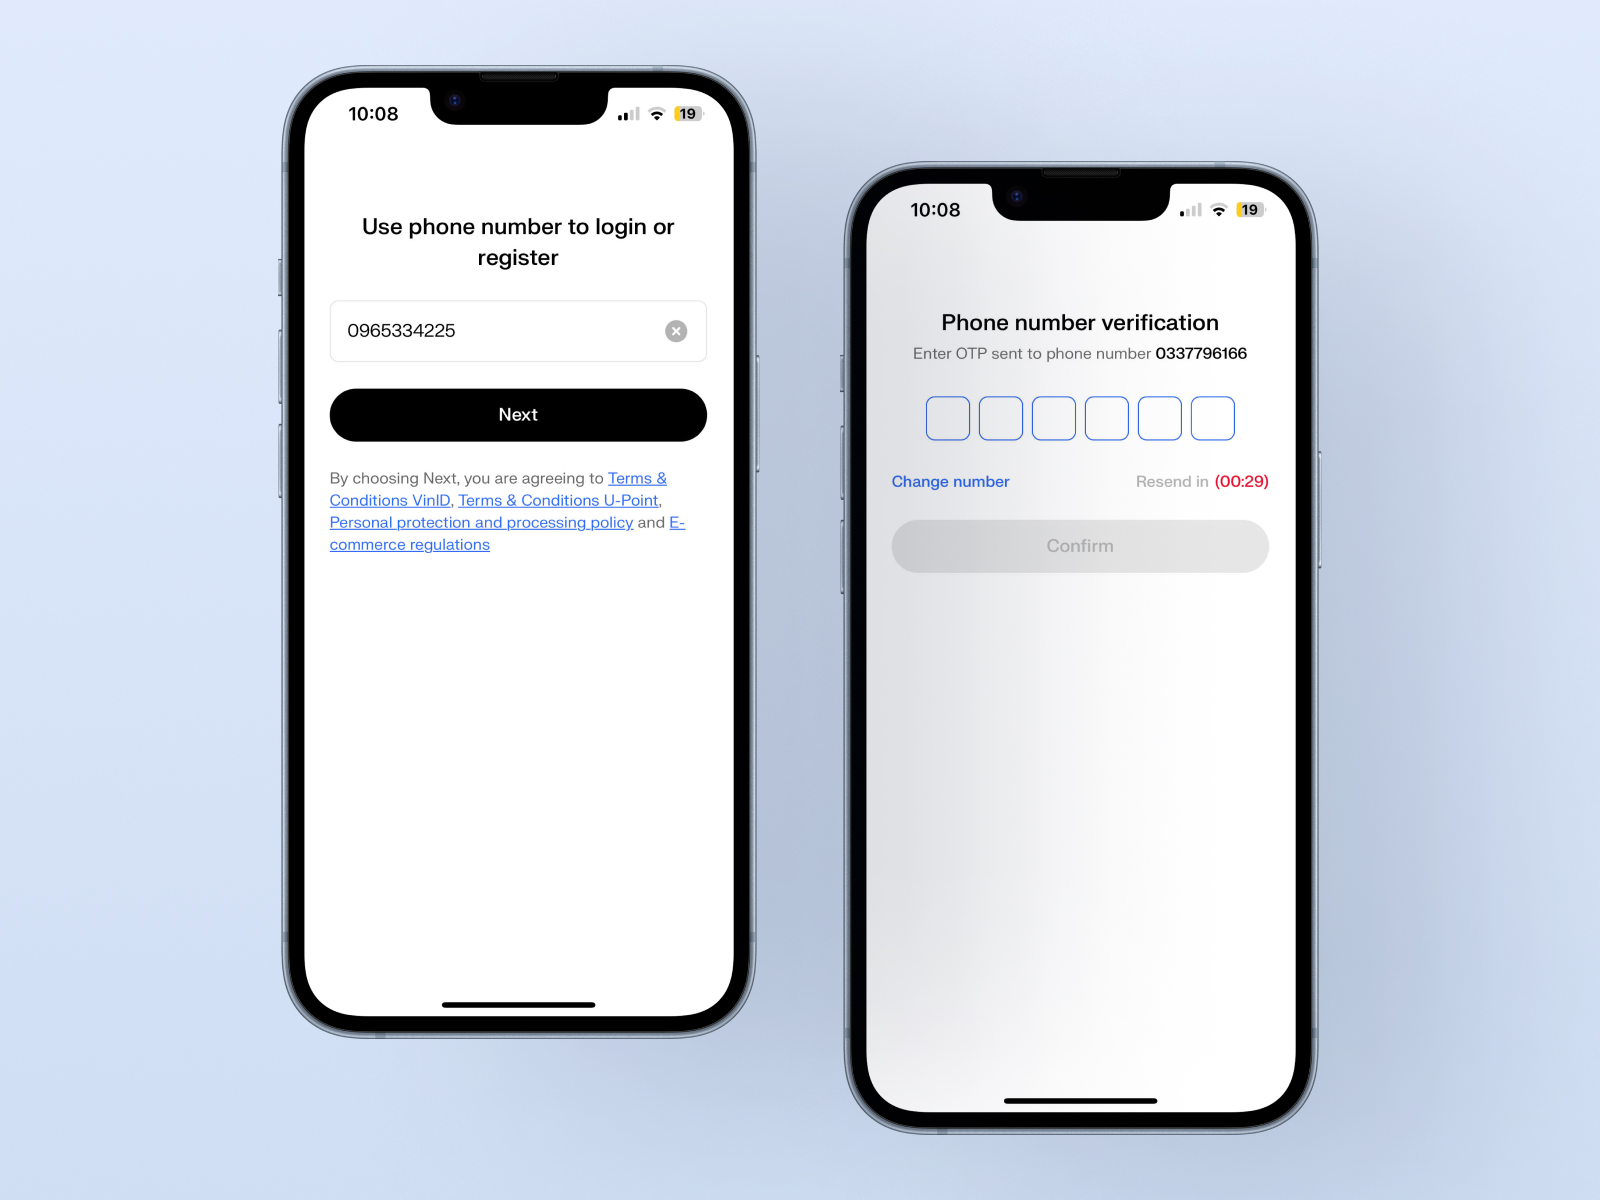 10:08
19
Use phone number to login or
register
0965334225
Next
By choosing Next, you are agreeing to Terms &
Conditions VinID, Terms & Conditions U-Point,
Personal protection and processing policy and E-
commerce regulations
10:08
19
Phone number verification
Enter OTP sent to phone number 0337796166
Change number
Resend in (00:29)
Confirm